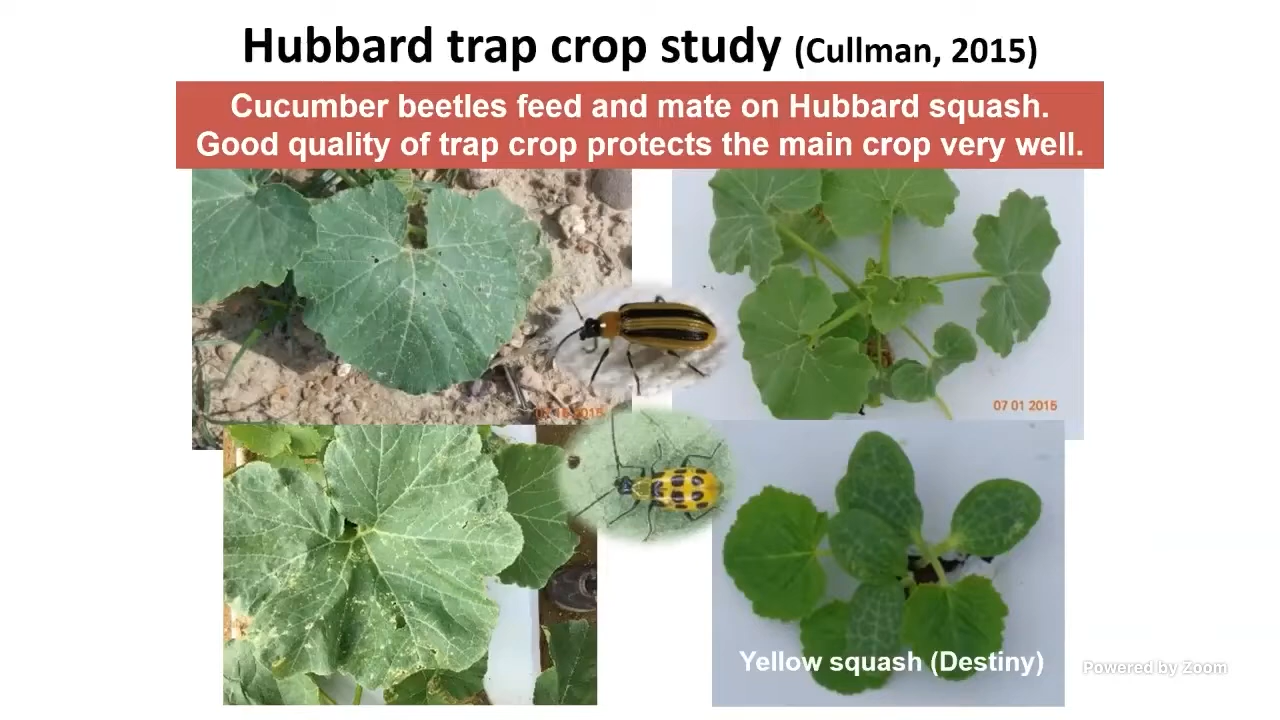 Hubbard trap crop study (Cullman, 2015)
Cucumber beetles feed and mate on Hubbard squash.
Good quality of trap crop protects the main crop very well.
07 01 2015
2015
Yellow squash (Destiny)
Powered by Zoom